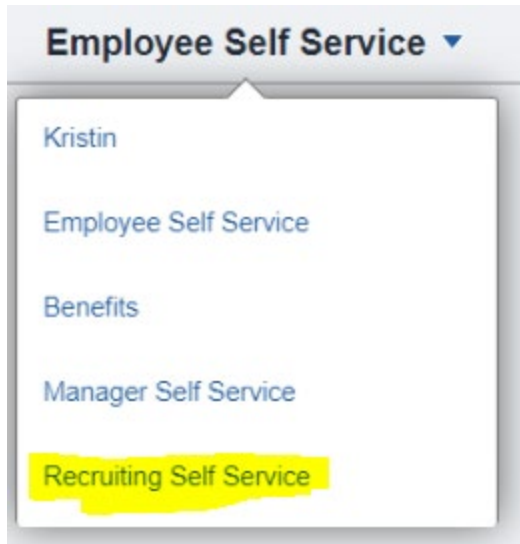 Employee Self Service
Kristin
Employee Self Service
Benefits
Manager Self Service
Recruiting Self Service